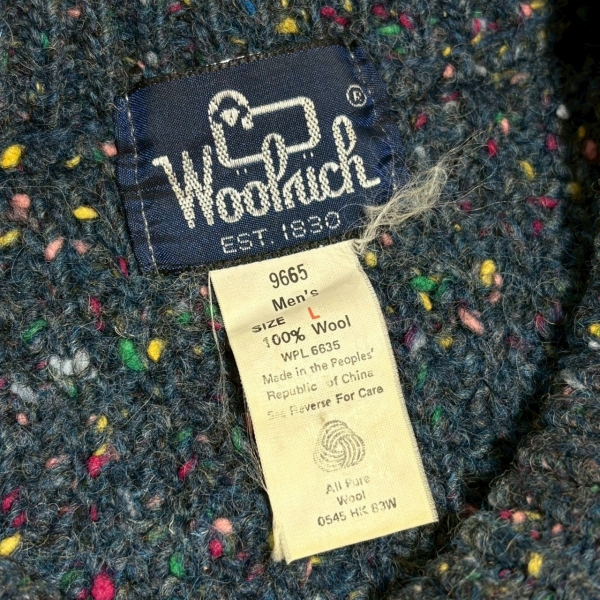 Woolrich
®
EST. 1830
9665
Men's
SIZE L
100% Wool
WPL 6635
Made in the Peoples'
Republic of China
See Reverse For Care
All Pure
Wool
0545 HK 83W